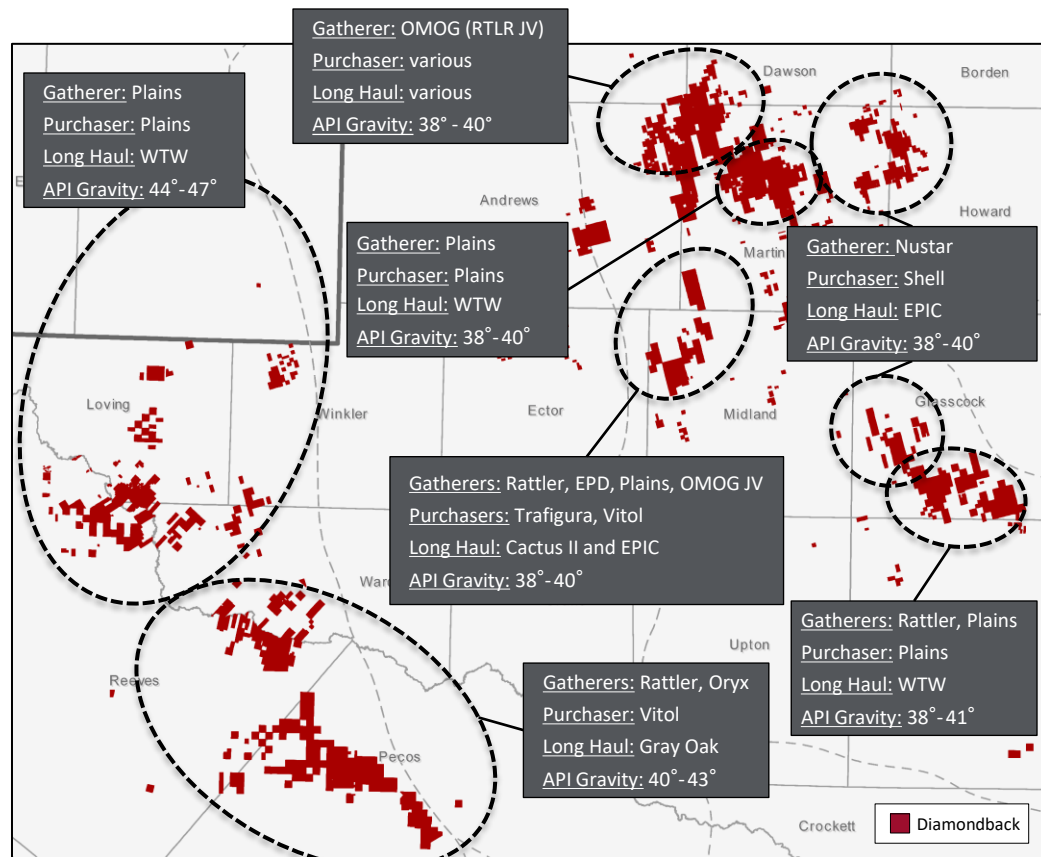 Gatherer: OMOG (RTLR JV)
Purchaser: various
Long Haul: various
API Gravity: 38° - 40°
Dawson
Borden
Gatherer: Plains
Purchaser: Plains
Long Haul: WTW
API Gravity: 44°-47°
Andrews
Howard
Martin
Gatherer: Plains
Purchaser: Plains
Long Haul: WTW
API Gravity: 38°-40°
Gatherer: Nustar
Purchaser: Shell
Long Haul: EPIC
API Gravity: 38°-40°
Loving
Winkler
Ector
Midland
Glasscock
Gatherers: Rattler, EPD, Plains, OMOG JV
Purchasers: Trafigura, Vitol
Long Haul: Cactus II and EPIC
API Gravity: 38°-40°
Gatherers: Rattler, Plains
Purchaser: Plains
Long Haul: WTW
API Gravity: 38°-41°
Upton
Reeves
Gatherers: Rattler, Oryx
Purchaser: Vitol
Long Haul: Gray Oak
API Gravity: 40°-43°
Pecos
Crockett
Diamondback